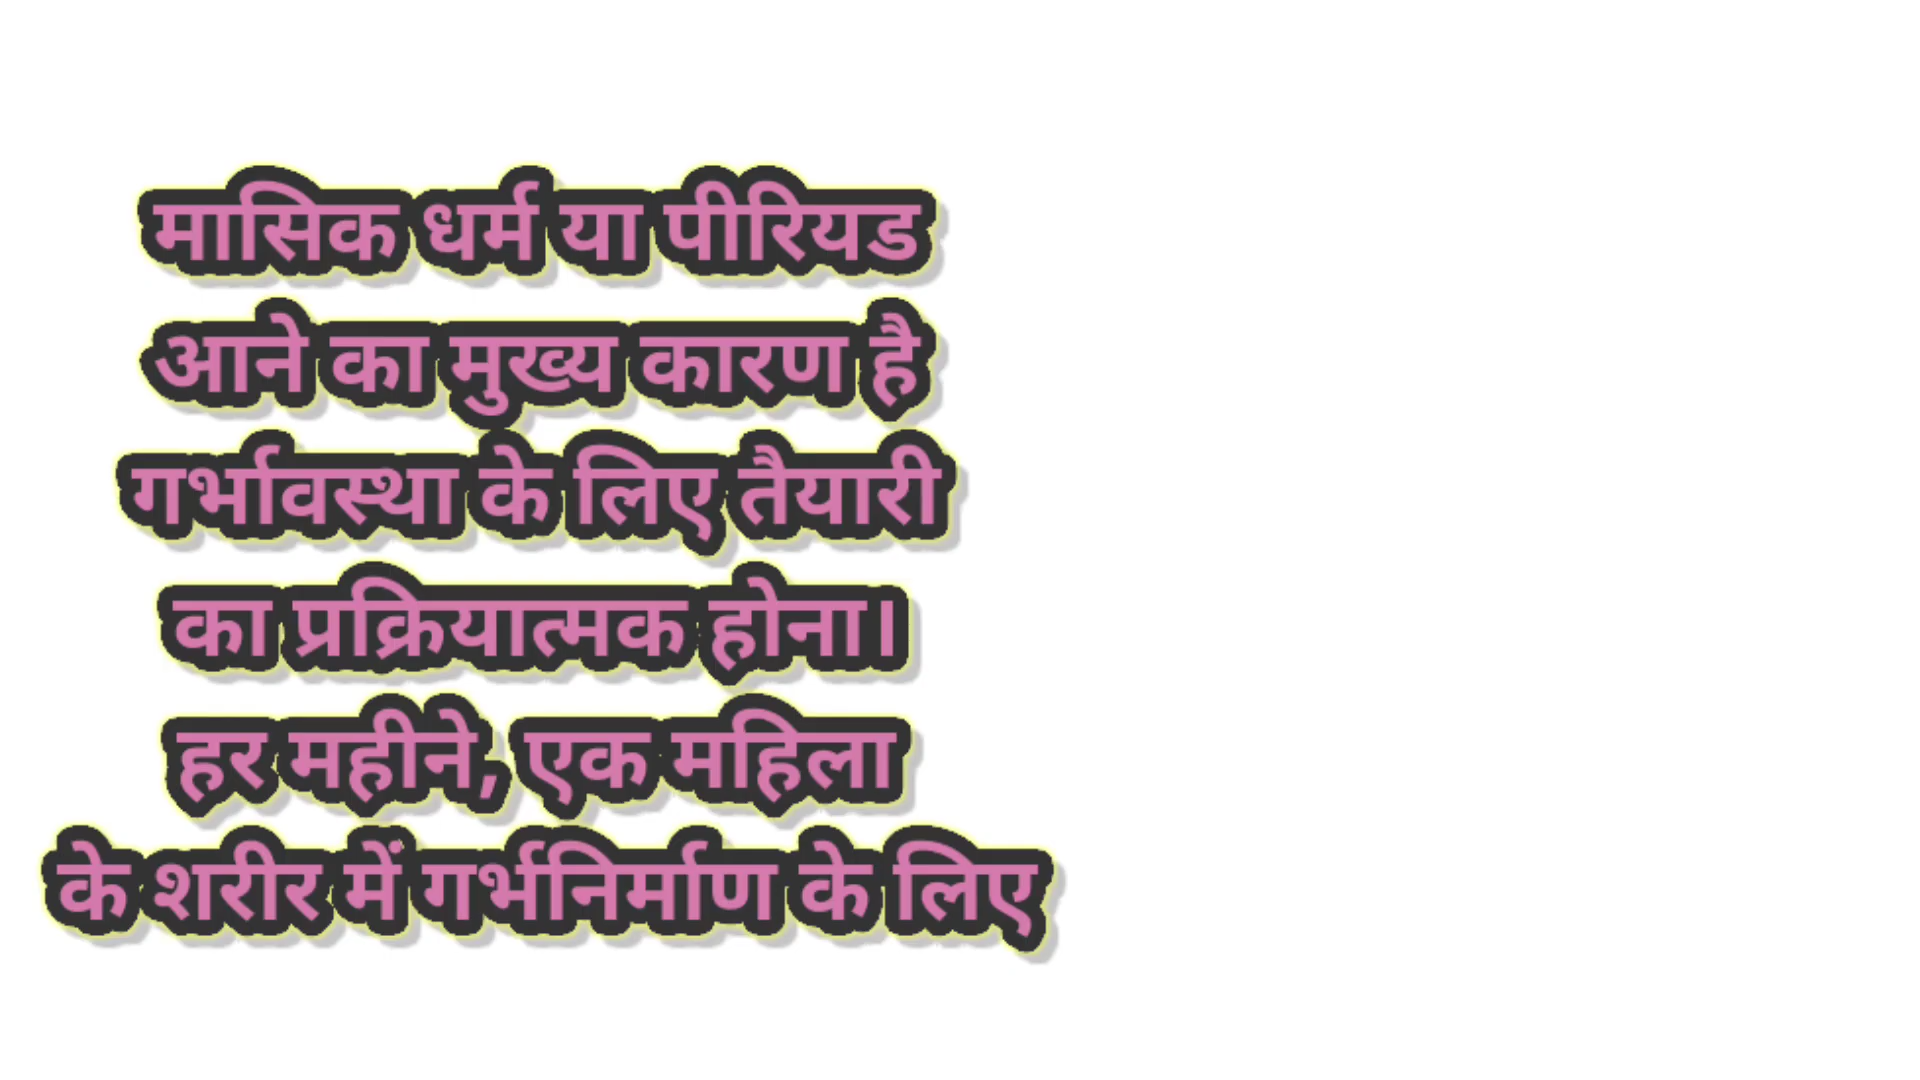 मासिक धर्म या पीरियड
आने का मुख्य कारण है
गर्भावस्था के लिए तैयारी
का प्रक्रियात्मक होना।
हर महीने, एक महिला
के शरीर में गर्भनिर्माण के लिए